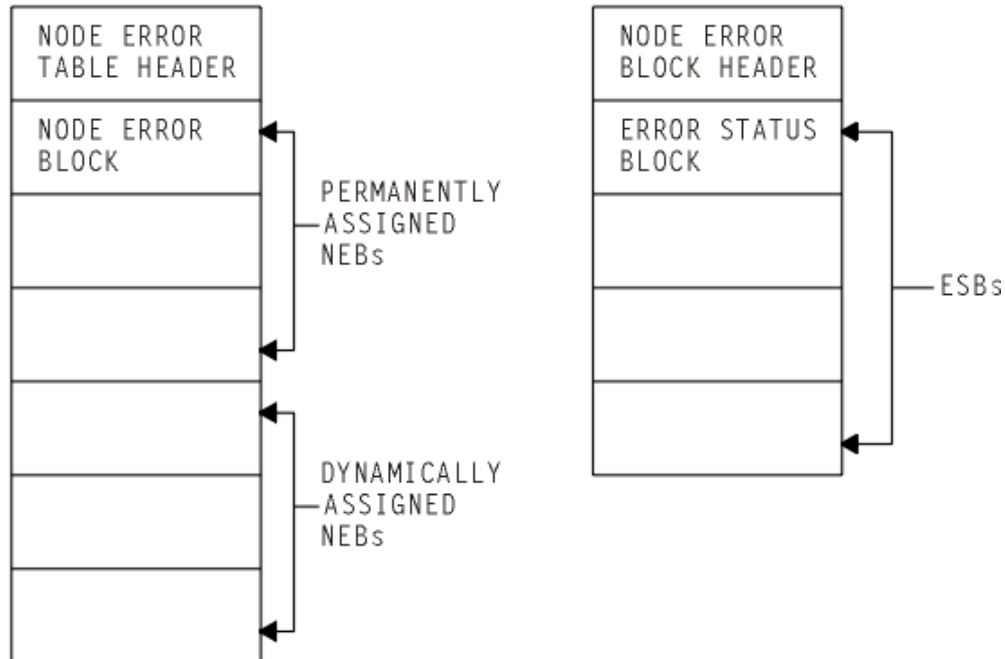 NODE ERROR
TABLE HEADER
NODE ERROR
BLOCK
PERMANENTLY
ASSIGNED
NEBs
DYNAMICALLY
ASSIGNED
NEBs
NODE ERROR
BLOCK HEADER
ERROR STATUS
BLOCK
ESBs